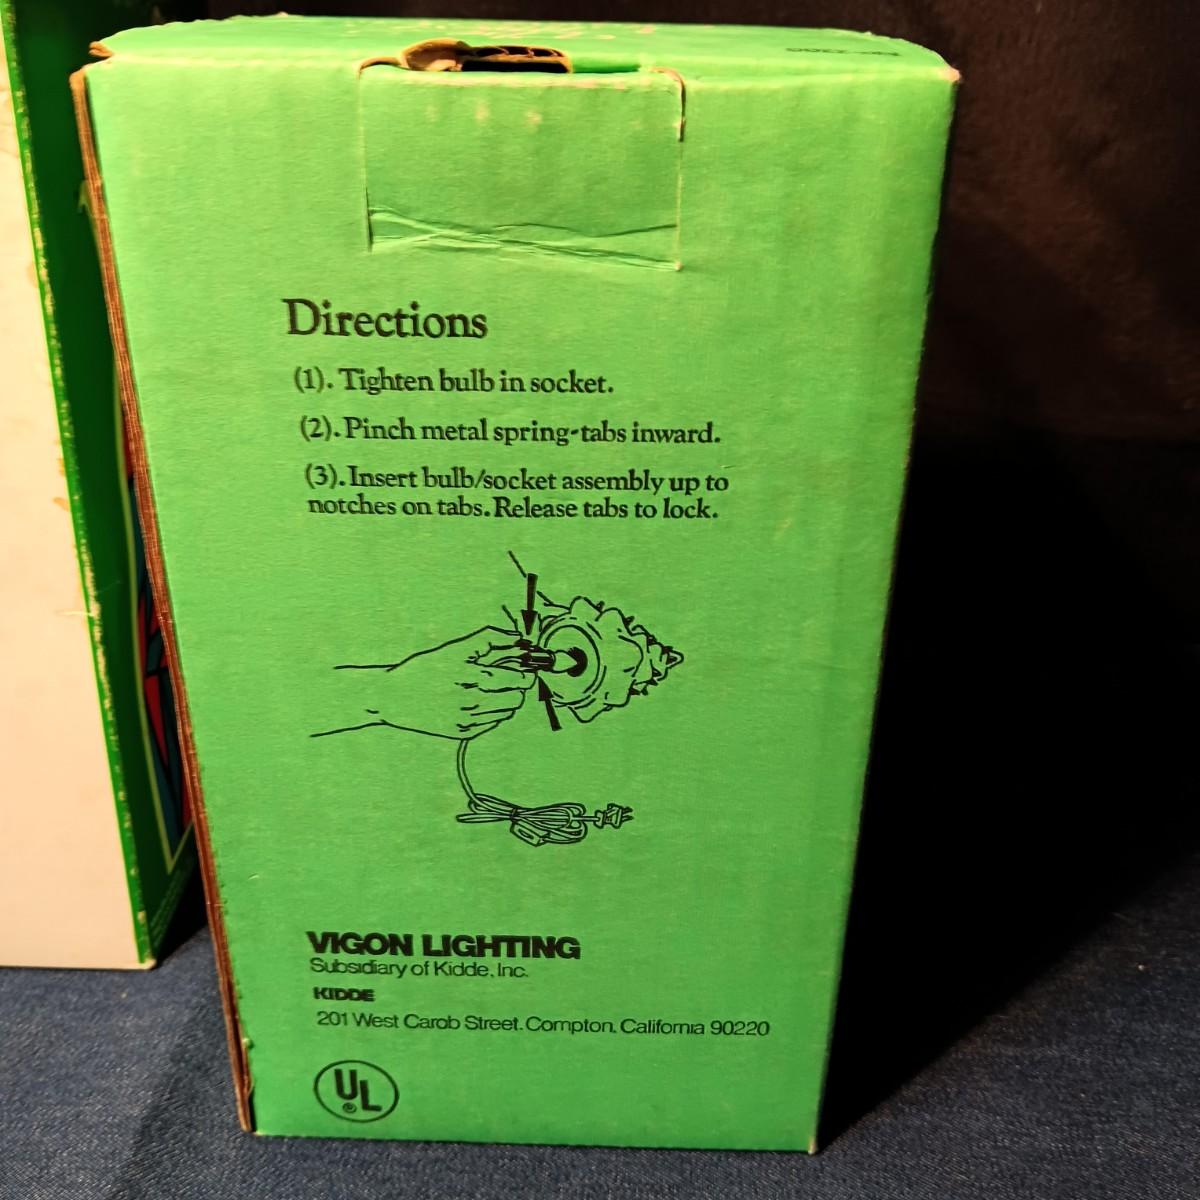 Directions
(1). Tighten bulb in socket.
(2). Pinch metal spring-tabs inward.
(3). Insert bulb/socket assembly up to
notches on tabs. Release tabs to lock.
VIGON LIGHTING
Subsidiary of Kidde, Inc.
KIDDE
201 West Carob Street. Compton, California 90220
UL
®